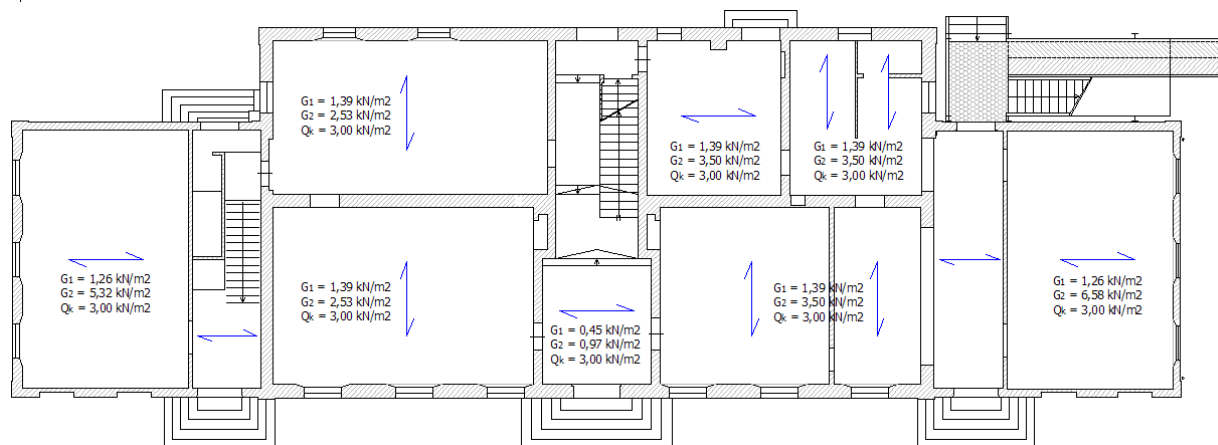 G1 = 1,39 kN/m2
G2 = 2,53 kN/m2
Qk = 3,00 kN/m2
G1 = 1,39 kN/m2
G2 = 3,50 kN/m2
Qk = 3,00 kN/m2
G1 = 1,39 kN/m2
G2 = 3,50 kN/m2
Qk = 3,00 kN/m2
G1 = 1,26 kN/m2
G2 = 5,32 kN/m2
Qk = 3,00 kN/m2
G1 = 1,39 kN/m2
G2 = 2,53 kN/m2
Qk = 3,00 kN/m2
G1 = 0,45 kN/m2
G2 = 0,97 kN/m2
Qk = 3,00 kN/m2
G1 = 1,39 kN/m2
G2 = 3,50 kN/m2
Qk = 3,00 kN/m2
G1 = 1,26 kN/m2
G2 = 6,58 kN/m2
Qk = 3,00 kN/m2